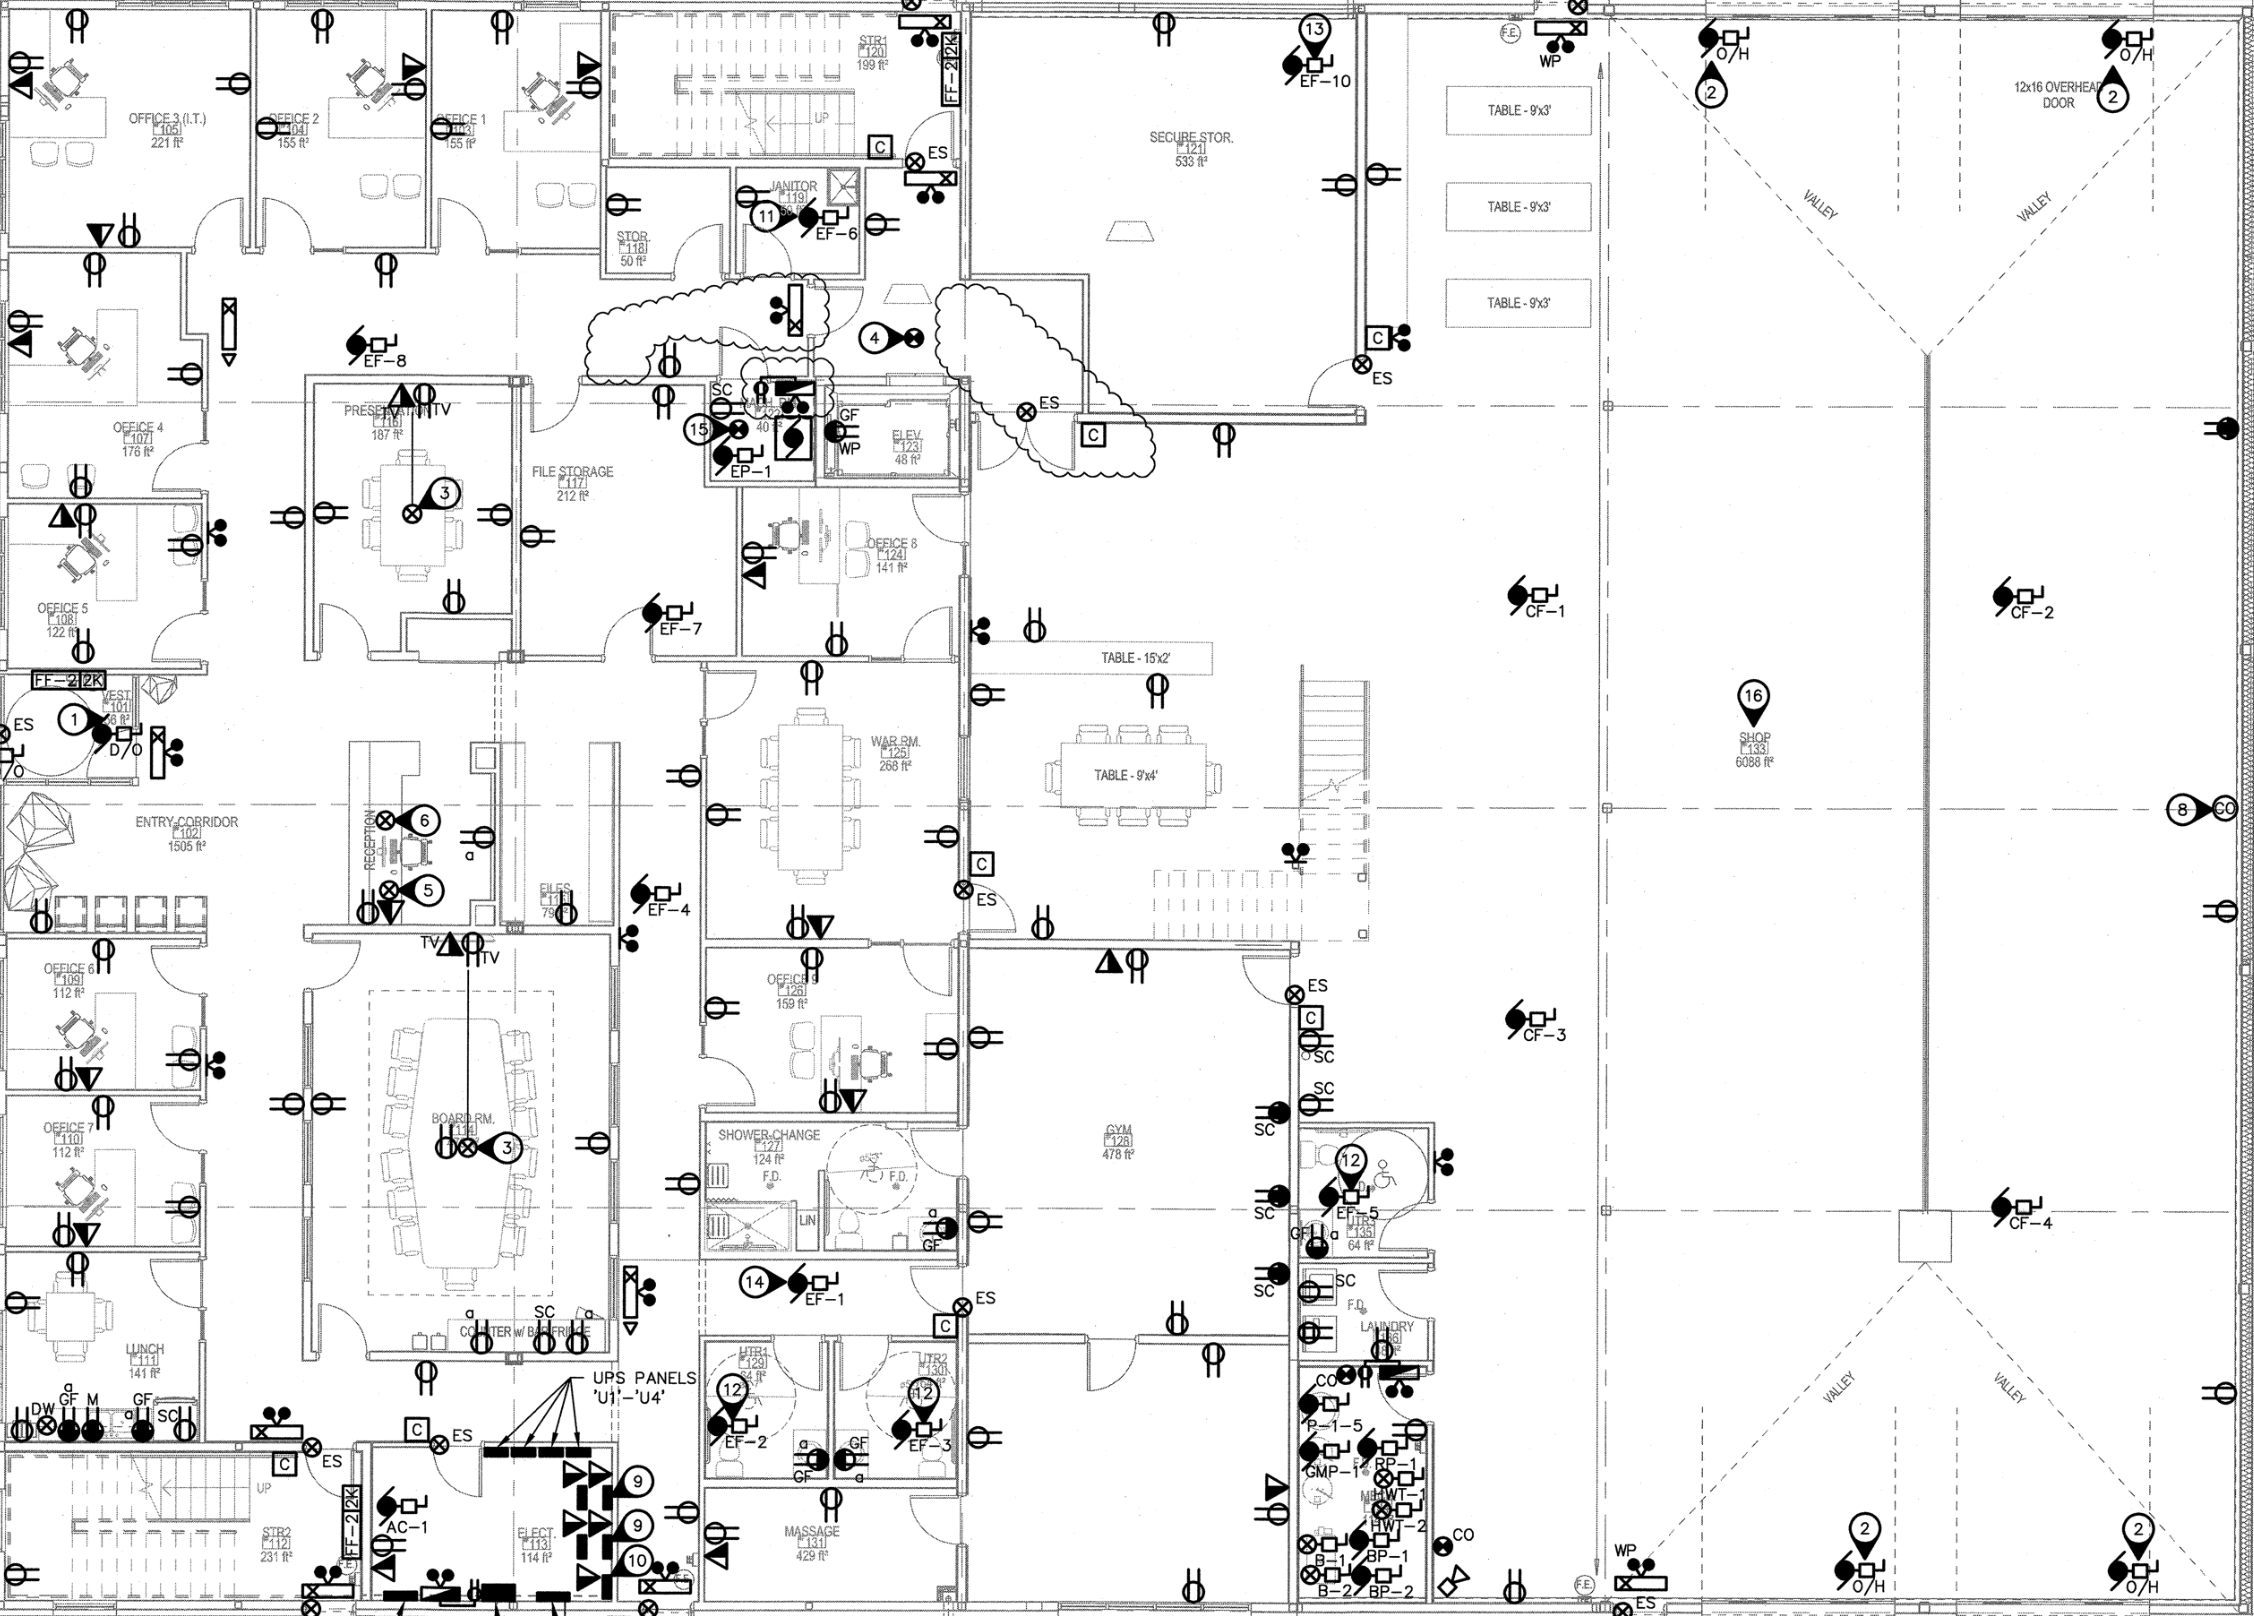 OFFICE 3 (I.T.)
105
221 ft²
OFFICE 2
104
155 ft²
OFFICE 1
103
155 ft²
STR1
120
199 ft²
UP
FF-2
2K
C
ES
EF-10
13
SECURE STOR.
121
533 ft²
F.E.
WP
TABLE - 9'x3'
TABLE - 9'x3'
TABLE - 9'x3'
O/H
2
O/H
2
12x16 OVERHEAD
DOOR
VALLEY
VALLEY
JANITOR
119
11
EF-6
STOR.
118
50 ft²
EF-8
4
C
ES
PRESENTATION
TV
TV
116
187 ft²
3
OFFICE 4
107
176 ft²
FILE STORAGE
117
212 ft²
SC
40 ft²
15
EP-1
GF
WP
ELEV.
123
48 ft²
ES
C
OFFICE 8
124
141 ft²
OFFICE 5
108
122 ft²
EF-7
CF-1
CF-2
TABLE - 15'x2'
FF-2
2K
VEST.
101
1
ES
D/O
WAR RM.
125
268 ft²
TABLE - 9'x4'
16
SHOP
133
6088 ft²
8
CO
ENTRY CORRIDOR
102
1505 ft²
RECEPTION
6
5
a
FILES
EF-4
C
ES
TV
TV
OFFICE 6
109
112 ft²
OFFICE 9
126
159 ft²
ES
C
SC
CF-3
SC
OFFICE 7
110
112 ft²
BOARD RM.
114
3
SHOWER-CHANGE
127
124 ft²
F.D.
F.D.
LIN
a
GF
GYM
128
478 ft²
SC
SC
SC
12
EF-5
UTR3
135
64 ft²
GF
a
CF-4
14
EF-1
ES
C
SC
F.D.
LAUNDRY
a
SC
a
COUNTER w/ BAR FRIDGE
LUNCH
111
141 ft²
UPS PANELS
'U1'-'U4'
UTR1
129
64 ft²
12
EF-2
a
GF
UTR2
130
12
EF-3
GF
a
CO
P-1-5
GMP-1
RP-1
HWT-1
HWT-2
B-1
BP-1
B-2
BP-2
CO
VALLEY
VALLEY
DW
a
GF
M
a
GF
SC
C
ES
C
ES
UP
STR2
112
231 ft²
FF-2
2K
F.E.
AC-1
ELECT.
113
114 ft²
9
9
10
MASSAGE
131
429 ft²
F.E.
WP
ES
2
O/H
2
O/H